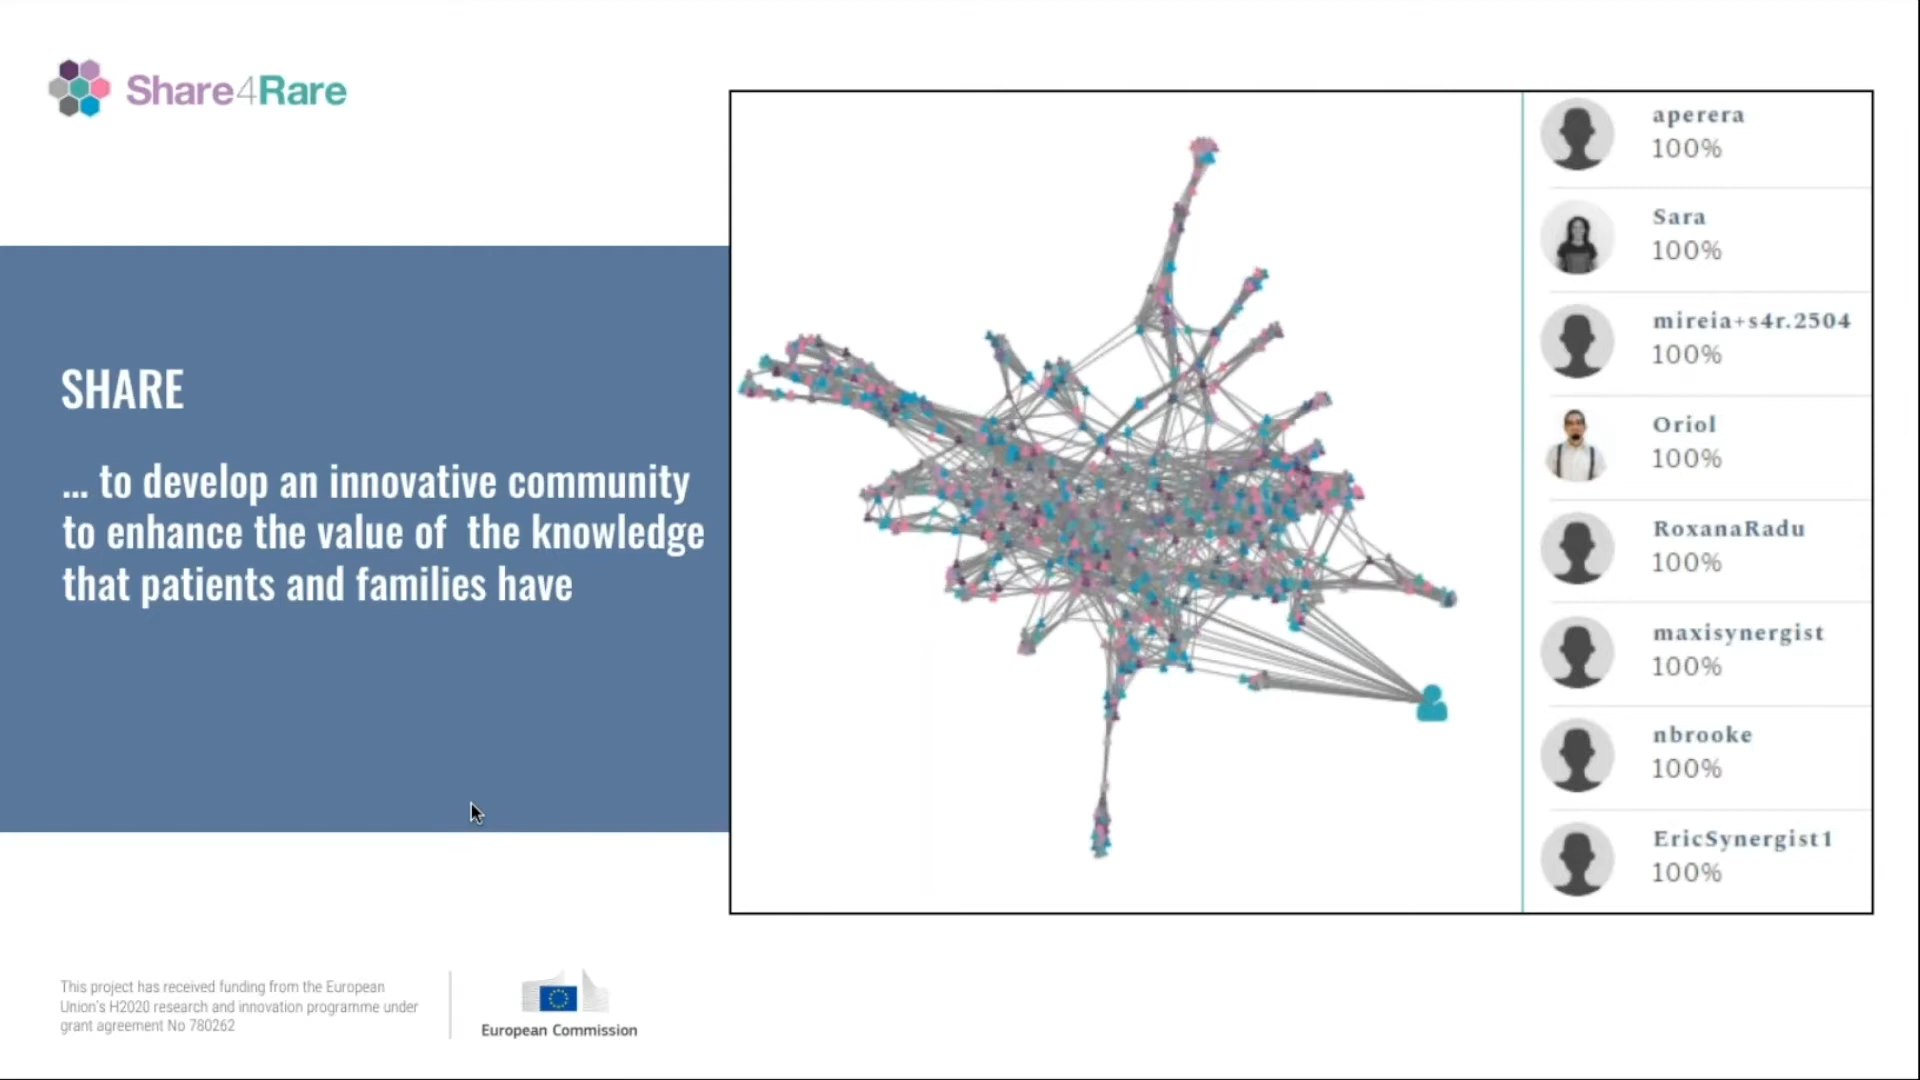 Share4Rare
SHARE
... to develop an innovative community
to enhance the value of  the knowledge
that patients and families have
aperera
100%
Sara
100%
mireia+s4r.2504
100%
Oriol
100%
RoxanaRadu
100%
maxisynergist
100%
nbrooke
100%
EricSynergist1
100%
This project has received funding from the European
Union's H2020 research and innovation programme under
grant agreement No 780262
European Commission